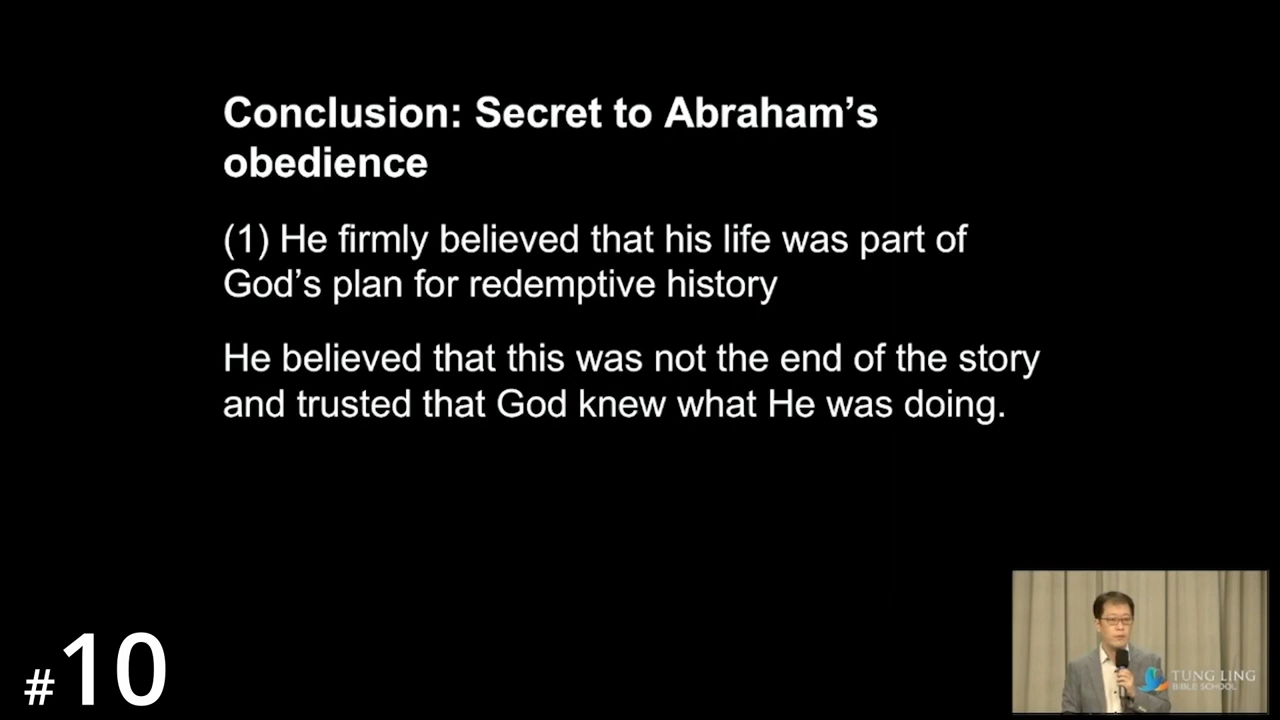 Conclusion: Secret to Abraham’s
obedience
(1) He firmly believed that his life was part of
God’s plan for redemptive history
He believed that this was not the end of the story
and trusted that God knew what He was doing.
#10
TUNG LING
BIBLE SCHOOL